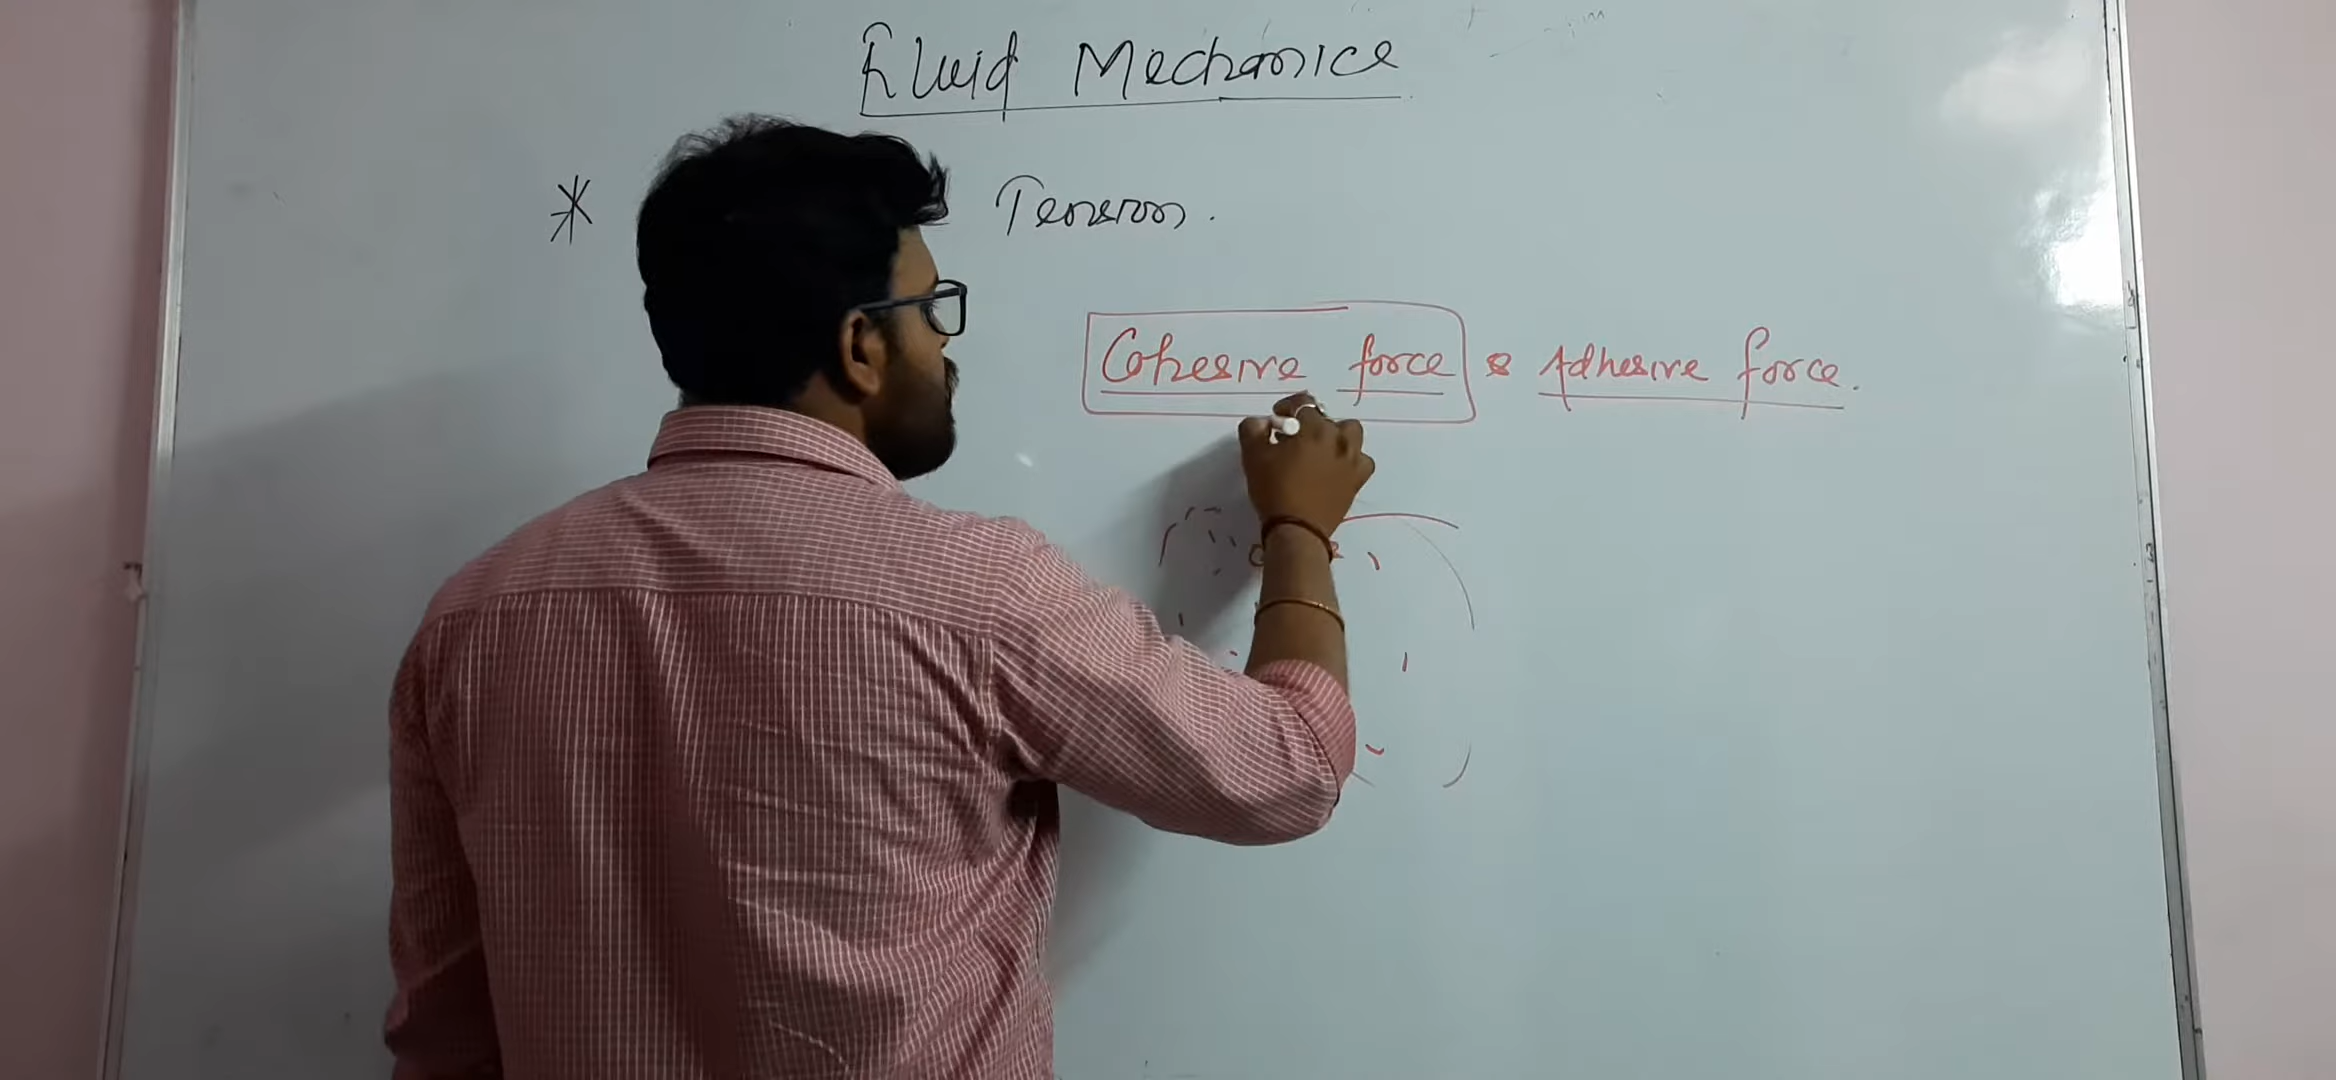 Fluid Mechanics
* Tension.
Cohesive force & Adhesive force.